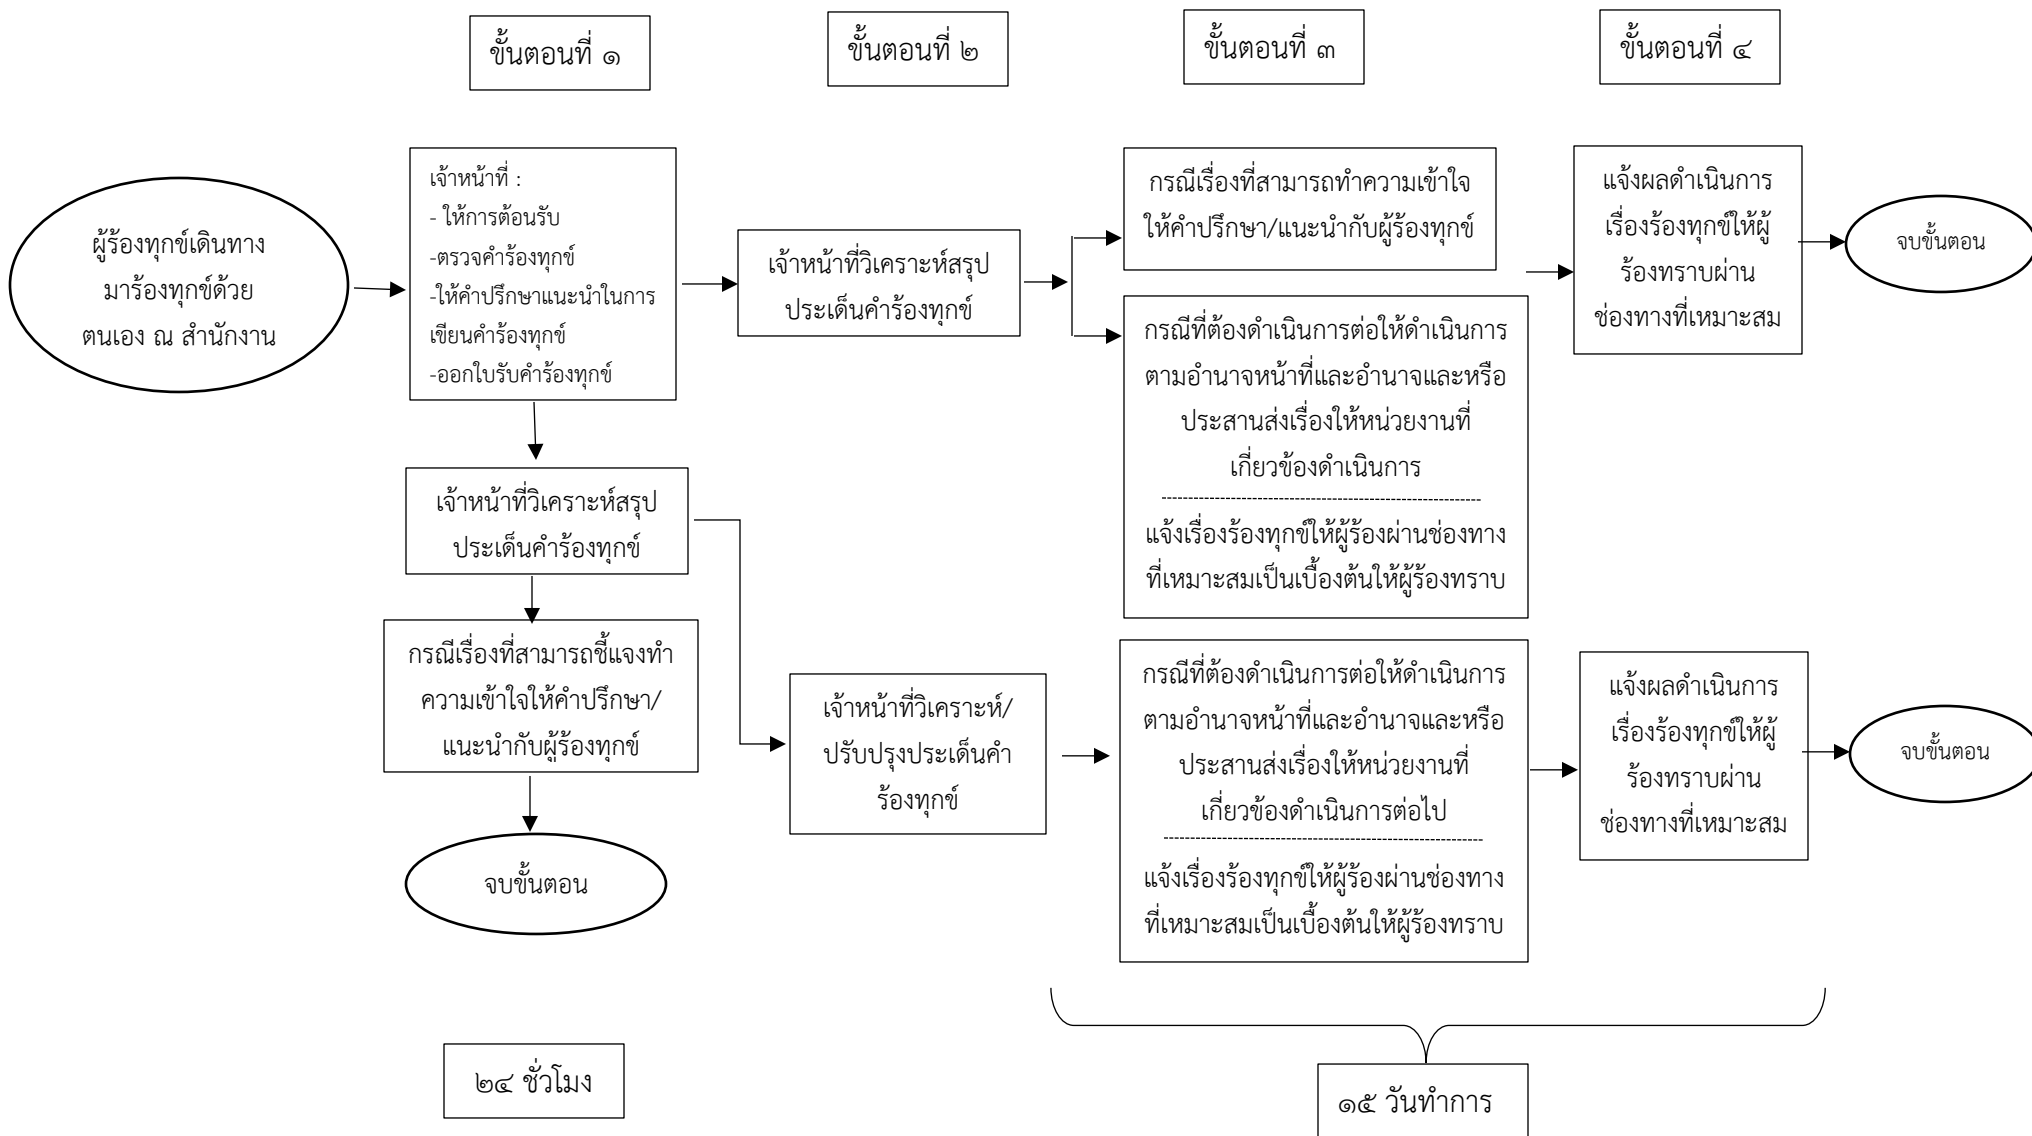 ขั้นตอนที่ ๑
ขั้นตอนที่ ๒
ขั้นตอนที่ ๓
ขั้นตอนที่ ๔
ผู้ร้องทุกข์เดินทาง
มาร้องทุกข์ด้วย
ตนเอง ณ สำนักงาน
เจ้าหน้าที่ :
- ให้การต้อนรับ
-ตรวจคำร้องทุกข์
-ให้คำปรึกษาแนะนำในการ
เขียนคำร้องทุกข์
-ออกใบรับคำร้องทุกข์
เจ้าหน้าที่วิเคราะห์สรุป
ประเด็นคำร้องทุกข์
กรณีเรื่องที่สามารถทำความเข้าใจ
ให้คำปรึกษา/แนะนำกับผู้ร้องทุกข์
กรณีที่ต้องดำเนินการต่อให้ดำเนินการ
ตามอำนาจหน้าที่และอำนาจและหรือ
ประสานส่งเรื่องให้หน่วยงานที่
เกี่ยวข้องดำเนินการ
แจ้งเรื่องร้องทุกข์ให้ผู้ร้องผ่านช่องทาง
ที่เหมาะสมเป็นเบื้องต้นให้ผู้ร้องทราบ
แจ้งผลดำเนินการ
เรื่องร้องทุกข์ให้ผู้
ร้องทราบผ่าน
ช่องทางที่เหมาะสม
จบขั้นตอน
เจ้าหน้าที่วิเคราะห์สรุป
ประเด็นคำร้องทุกข์
กรณีเรื่องที่สามารถชี้แจงทำ
ความเข้าใจให้คำปรึกษา/
แนะนำกับผู้ร้องทุกข์
จบขั้นตอน
เจ้าหน้าที่วิเคราะห์/
ปรับปรุงประเด็นคำ
ร้องทุกข์
กรณีที่ต้องดำเนินการต่อให้ดำเนินการ
ตามอำนาจหน้าที่และอำนาจและหรือ
ประสานส่งเรื่องให้หน่วยงานที่
เกี่ยวข้องดำเนินการต่อไป
แจ้งเรื่องร้องทุกข์ให้ผู้ร้องผ่านช่องทาง
ที่เหมาะสมเป็นเบื้องต้นให้ผู้ร้องทราบ
แจ้งผลดำเนินการ
เรื่องร้องทุกข์ให้ผู้
ร้องทราบผ่าน
ช่องทางที่เหมาะสม
จบขั้นตอน
๒๔ ชั่วโมง
๑๕ วันทำการ